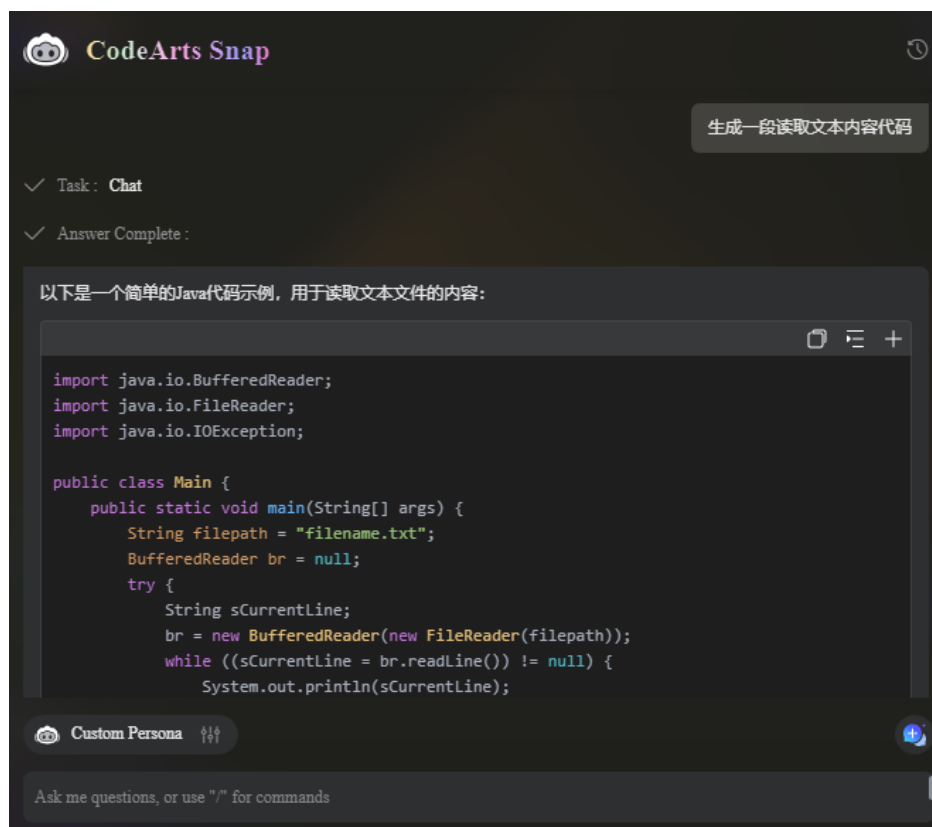 CodeArts Snap
生成一段读取文本内容代码
Task : Chat
Answer Complete :
以下是一个简单的Java代码示例，用于读取文本文件的内容：
import java.io.BufferedReader;
import java.io.FileReader;
import java.io.IOException;
public class Main {
    public static void main(String[] args) {
        String filepath = "filename.txt";
        BufferedReader br = null;
        try {
            String sCurrentLine;
            br = new BufferedReader(new FileReader(filepath));
            while ((sCurrentLine = br.readLine()) != null) {
                System.out.println(sCurrentLine);
Custom Persona
Ask me questions, or use "/" for commands